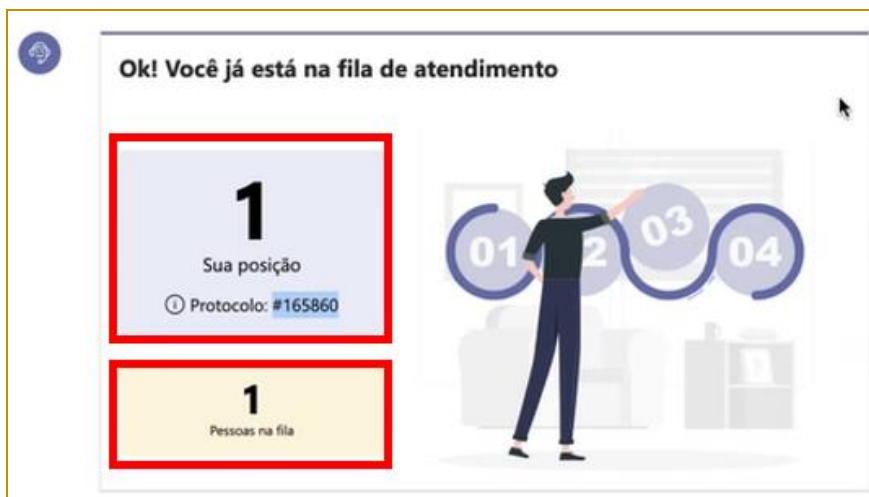 Ok! Você já está na fila de atendimento
1
Sua posição
Protocolo: #165860
1
Pessoas na fila
01
2
03
04